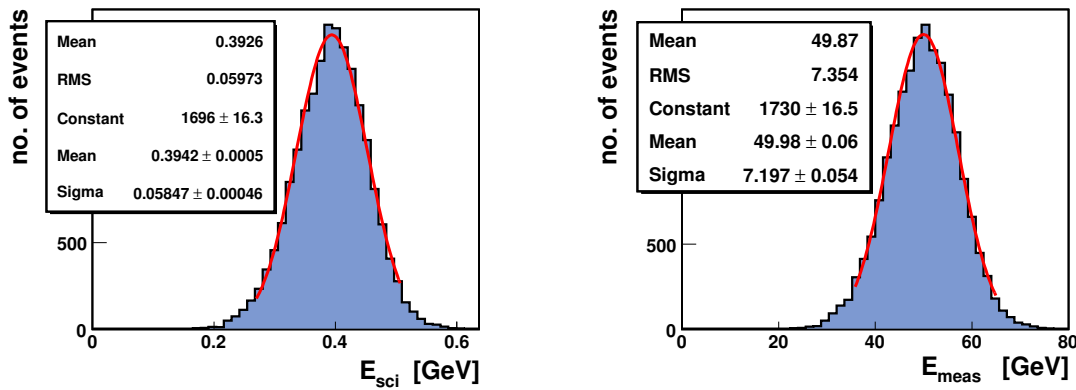 no. of events
Mean 0.3926
RMS 0.05973
Constant 1696 ± 16.3
Mean 0.3942 ± 0.0005
Sigma 0.05847 ± 0.00046
500
0
0 0.2 0.4 0.6
E_sci [GeV]
no. of events
Mean 49.87
RMS 7.354
Constant 1730 ± 16.5
Mean 49.98 ± 0.06
Sigma 7.197 ± 0.054
500
0
0 20 40 60 80
E_meas [GeV]